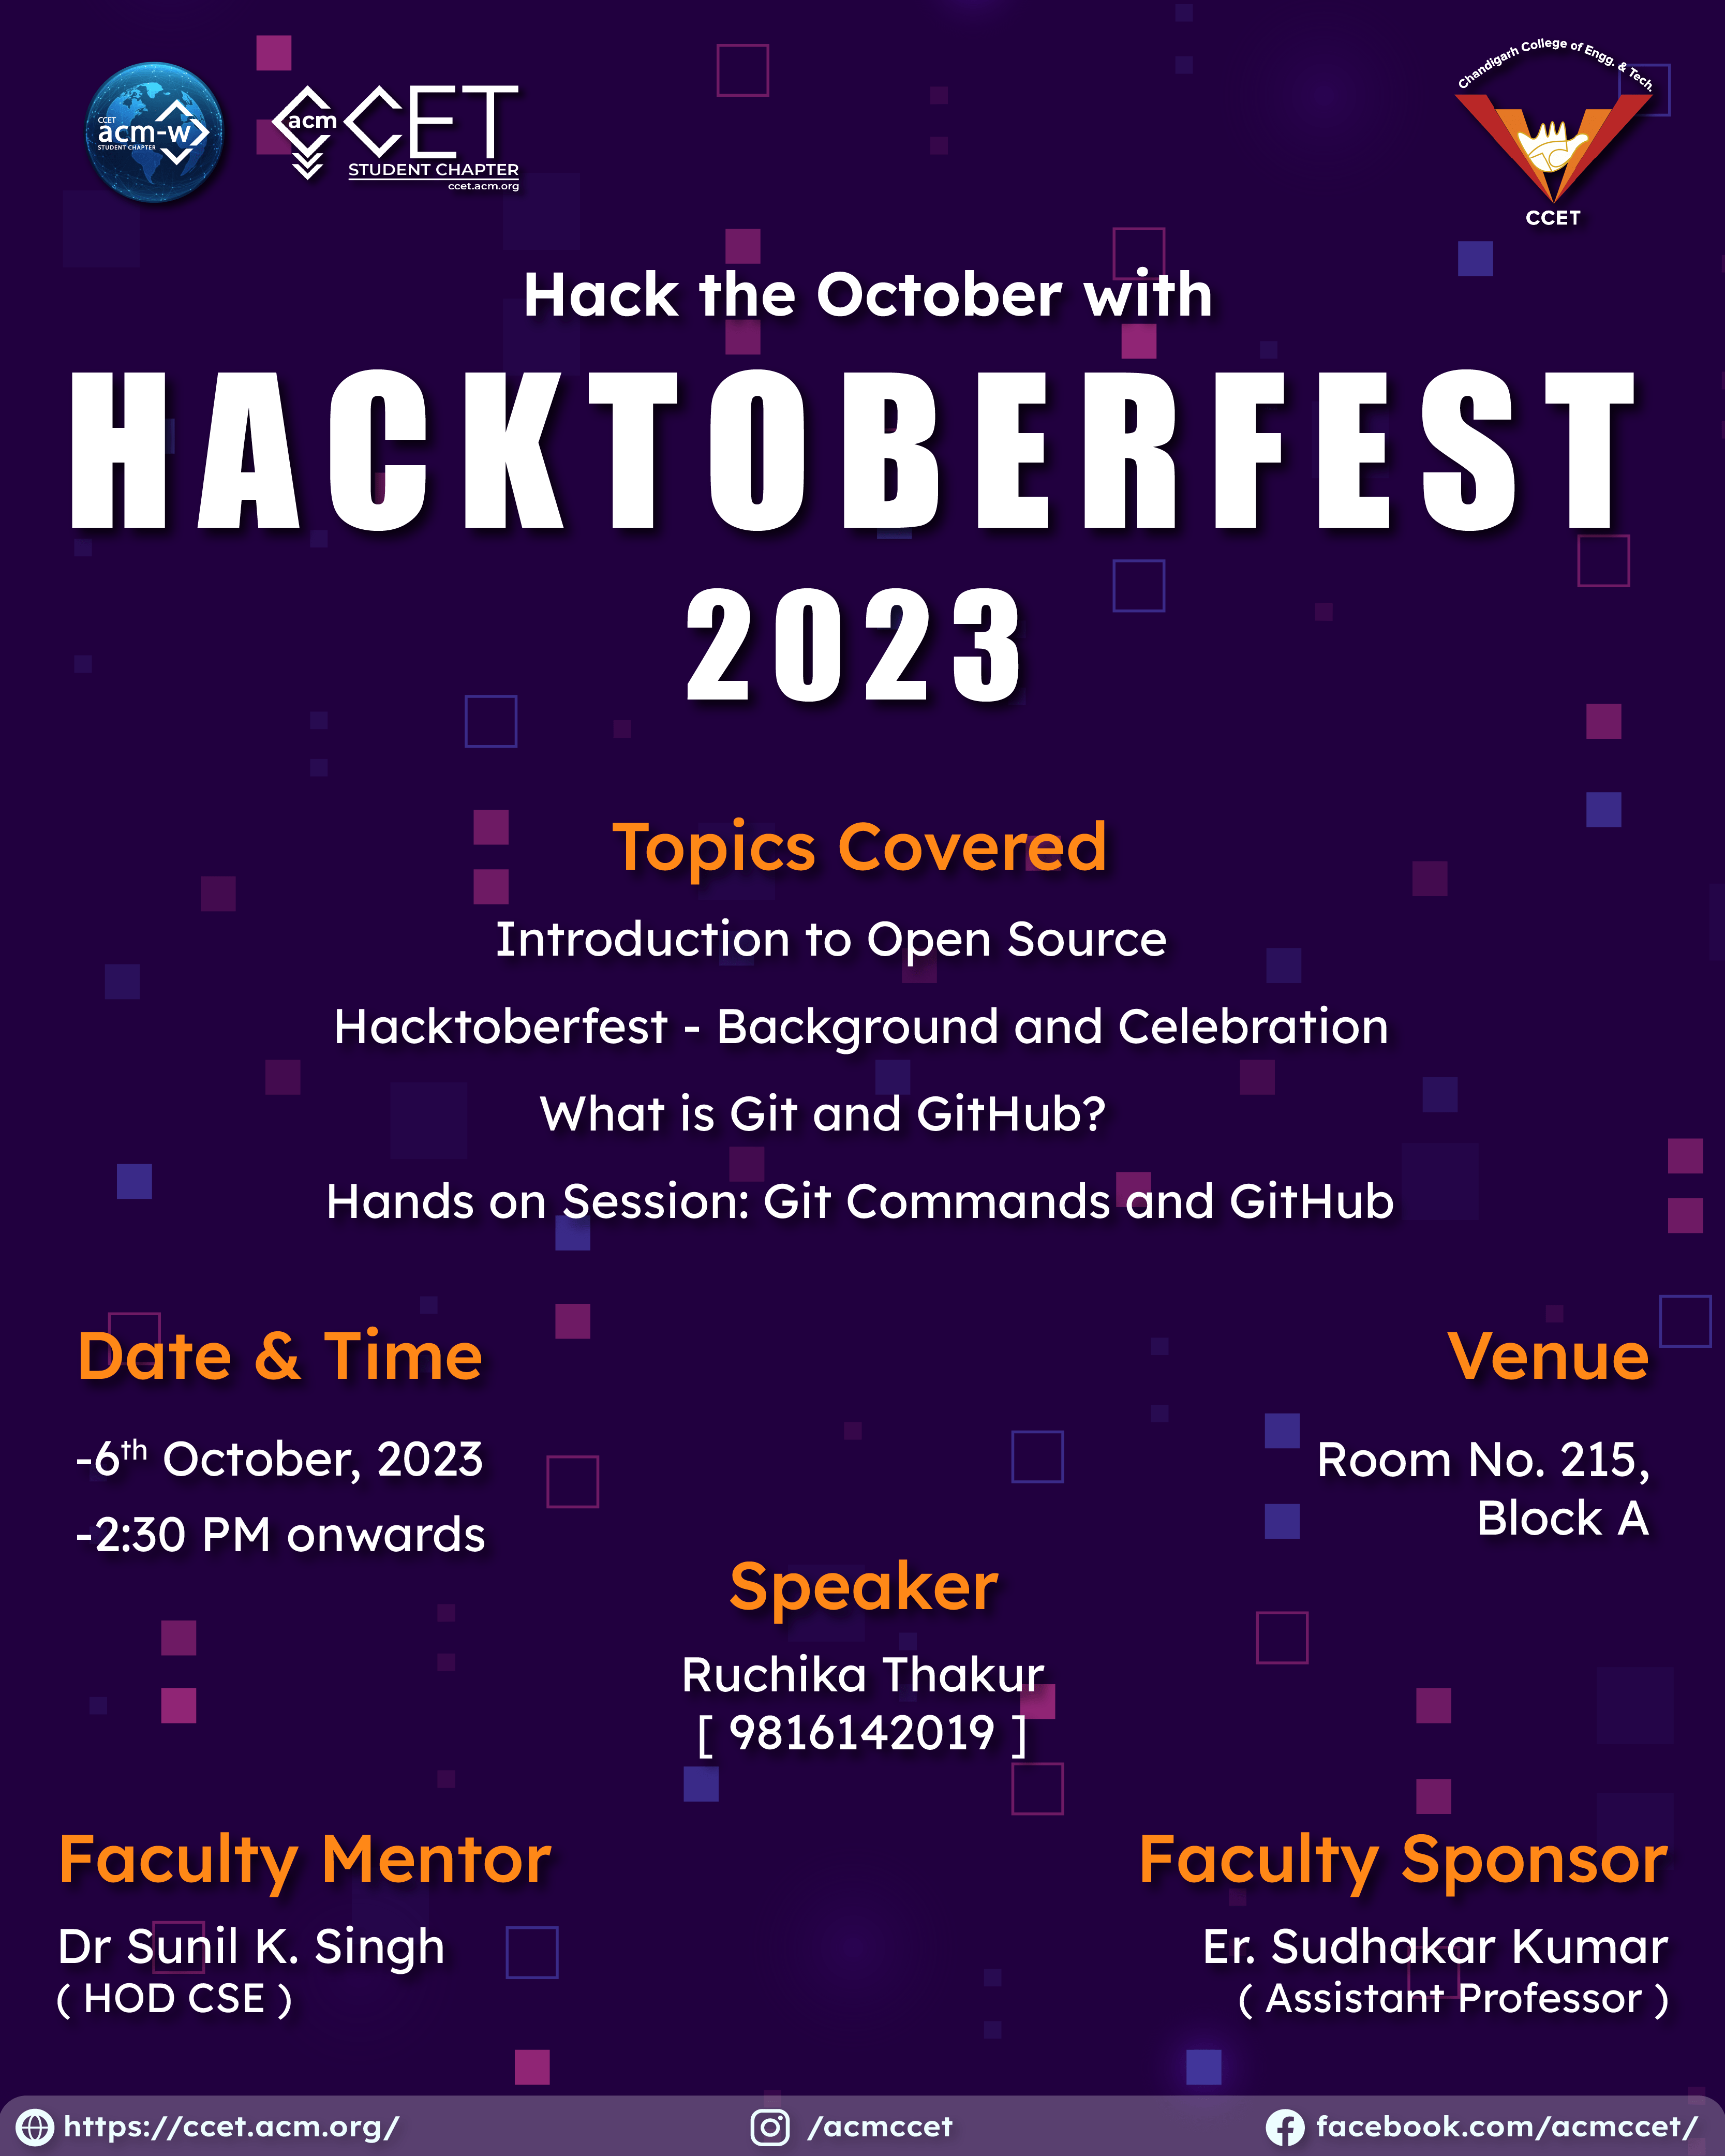 CCET
acm-w
STUDENT CHAPTER
acm
CCET
STUDENT CHAPTER
ccet.acm.org
Chandigarh College of Engg. & Tech.
CCET
Hack the October with
HACKTOBERFEST
2023
Topics Covered
Introduction to Open Source
Hacktoberfest - Background and Celebration
What is Git and GitHub?
Hands on Session: Git Commands and GitHub
Date & Time
-6th October, 2023
-2:30 PM onwards
Venue
Room No. 215,
Block A
Speaker
Ruchika Thakur
[ 9816142019 ]
Faculty Mentor
Dr Sunil K. Singh
( HOD CSE )
Faculty Sponsor
Er. Sudhakar Kumar
( Assistant Professor )
https://ccet.acm.org/
/acmccet
facebook.com/acmccet/